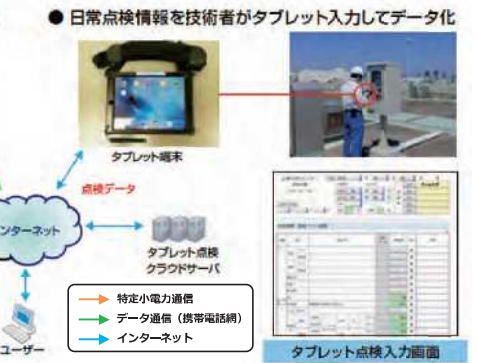 ● 日常点検情報を技術者がタブレット入力してデータ化
タブレット端末
点検データ
ンターネット
タブレット点検
クラウドサーバ
特定小電力通信
データ通信（携帯電話網）
インターネット
ユーザー
タブレット点検入力画面